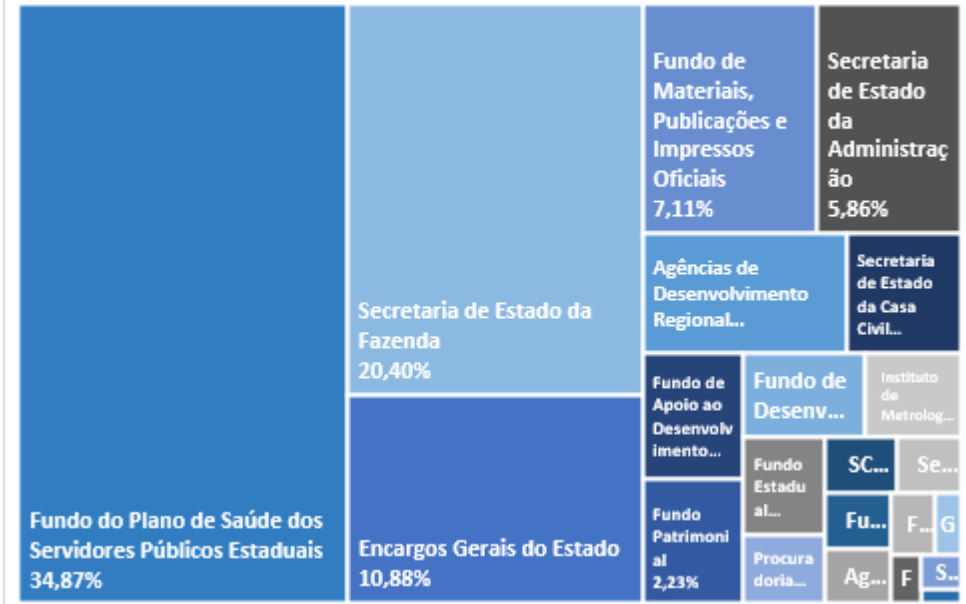 Fundo do Plano de Saúde dos
Servidores Públicos Estaduais
34,87%
Secretaria de Estado da
Fazenda
20,40%
Encargos Gerais do Estado
10,88%
Fundo de
Materiais,
Publicações e
Impressos
Oficiais
7,11%
Secretaria
de Estado
da
Administraç
ão
5,86%
Agências de
Desenvolvimento
Regional...
Secretaria
de Estado
da Casa
Civil...
Fundo de
Apoio ao
Desenvolv
imento...
Fundo de
Desenv...
Instituto
de
Metrolog...
Fundo
Patrimoni
al
2,23%
Fundo
Estadu
al...
Procura
doria...
SC...
Se...
Fu...
F...
G
Ag...
F
S...